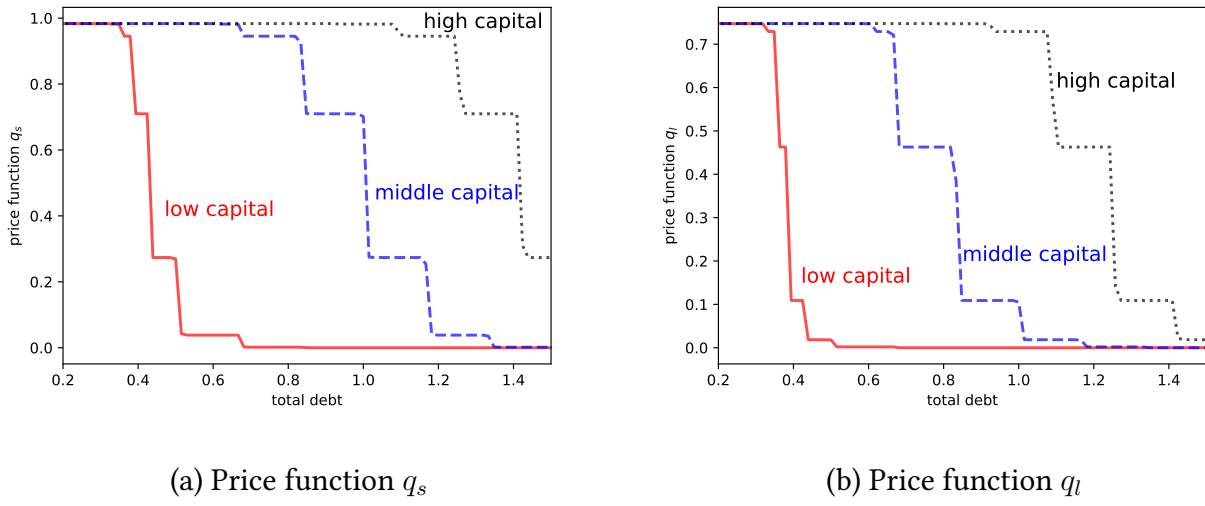 1.0
0.8
0.6
0.4
0.2
0.0
price function q_s
high capital
middle capital
low capital
0.2 0.4 0.6 0.8 1.0 1.2 1.4
total debt
(a) Price function q_s
0.7
0.6
0.5
0.4
0.3
0.2
0.1
0.0
price function q_l
high capital
middle capital
low capital
0.2 0.4 0.6 0.8 1.0 1.2 1.4
total debt
(b) Price function q_l